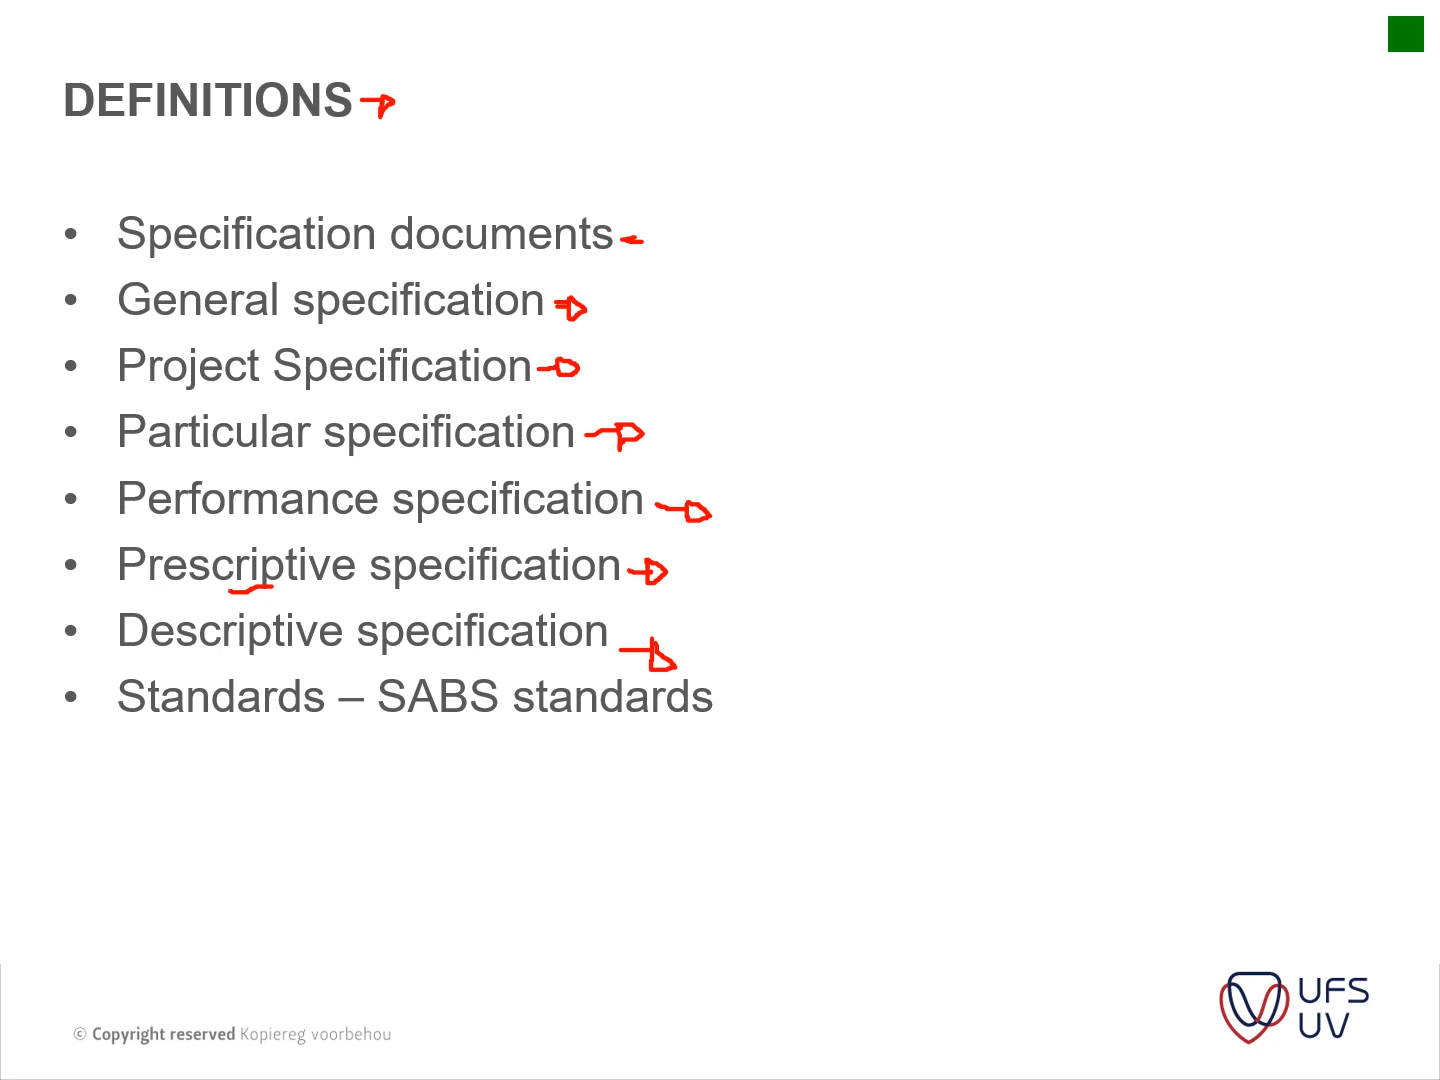 DEFINITIONS
• Specification documents
• General specification
• Project Specification
• Particular specification
• Performance specification
• Prescriptive specification
• Descriptive specification
• Standards – SABS standards
© Copyright reserved Kopiereg voorbehou
UFS
UV